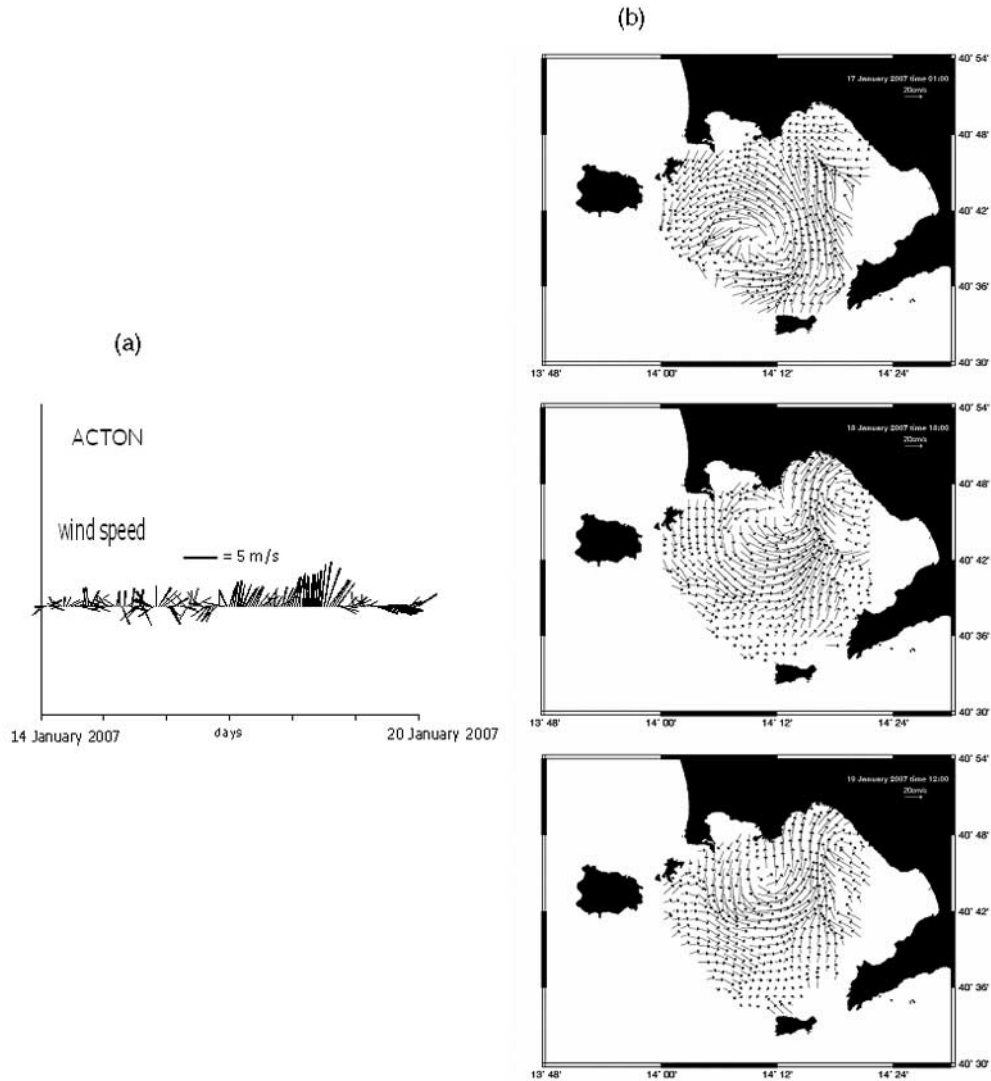 (a)
ACTON
wind speed
= 5 m/s
14 January 2007
days
20 January 2007
(b)
17 January 2007 time 01:00
20cm/s
40° 54'
40° 48'
40° 42'
40° 36'
40° 30'
13° 48'
14° 00'
14° 12'
14° 24'
18 January 2007 time 18:00
20cm/s
40° 54'
40° 48'
40° 42'
40° 36'
40° 30'
13° 48'
14° 00'
14° 12'
14° 24'
19 January 2007 time 12:00
20cm/s
40° 54'
40° 48'
40° 42'
40° 36'
40° 30'
13° 48'
14° 00'
14° 12'
14° 24'